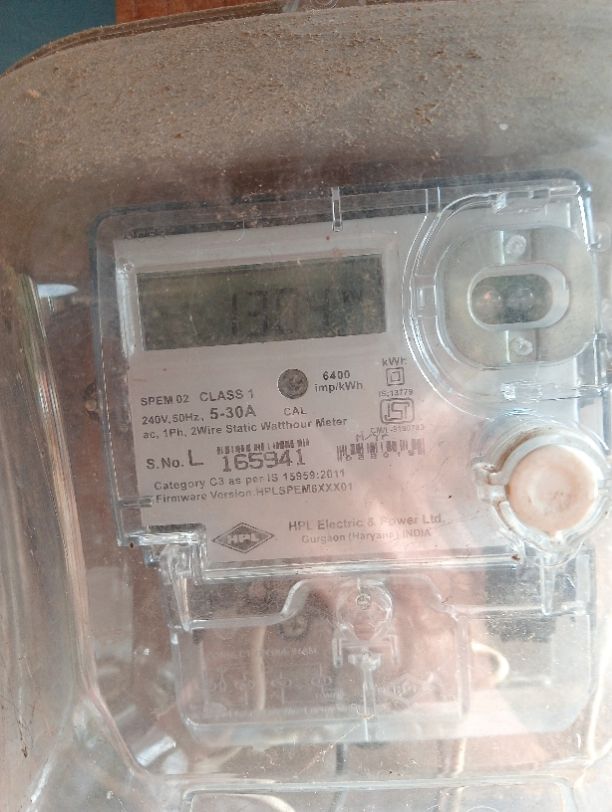 SPEM 02 CLASS 1
6400
imp/kWh
kWh
240V, 50Hz, 5-30A
CAL
IS:13779
ac, 1Ph, 2Wire Static Watthour Meter
S.No. L 165941
Category C3 as per IS 15959:2011
Firmware Version:HPLSPEM6XXX01
HPL
HPL Electric & Power Ltd.
Gurgaon (Haryana) INDIA